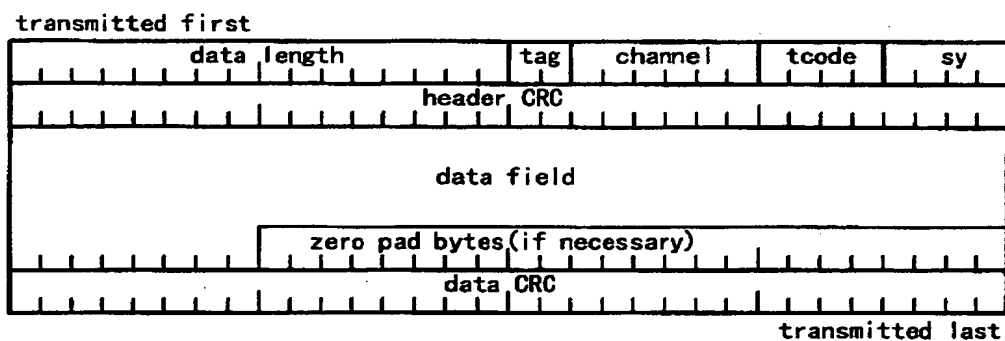 transmitted first
data length tag channel tcode sy
header CRC
data field
zero pad bytes(if necessary)
data CRC
transmitted last